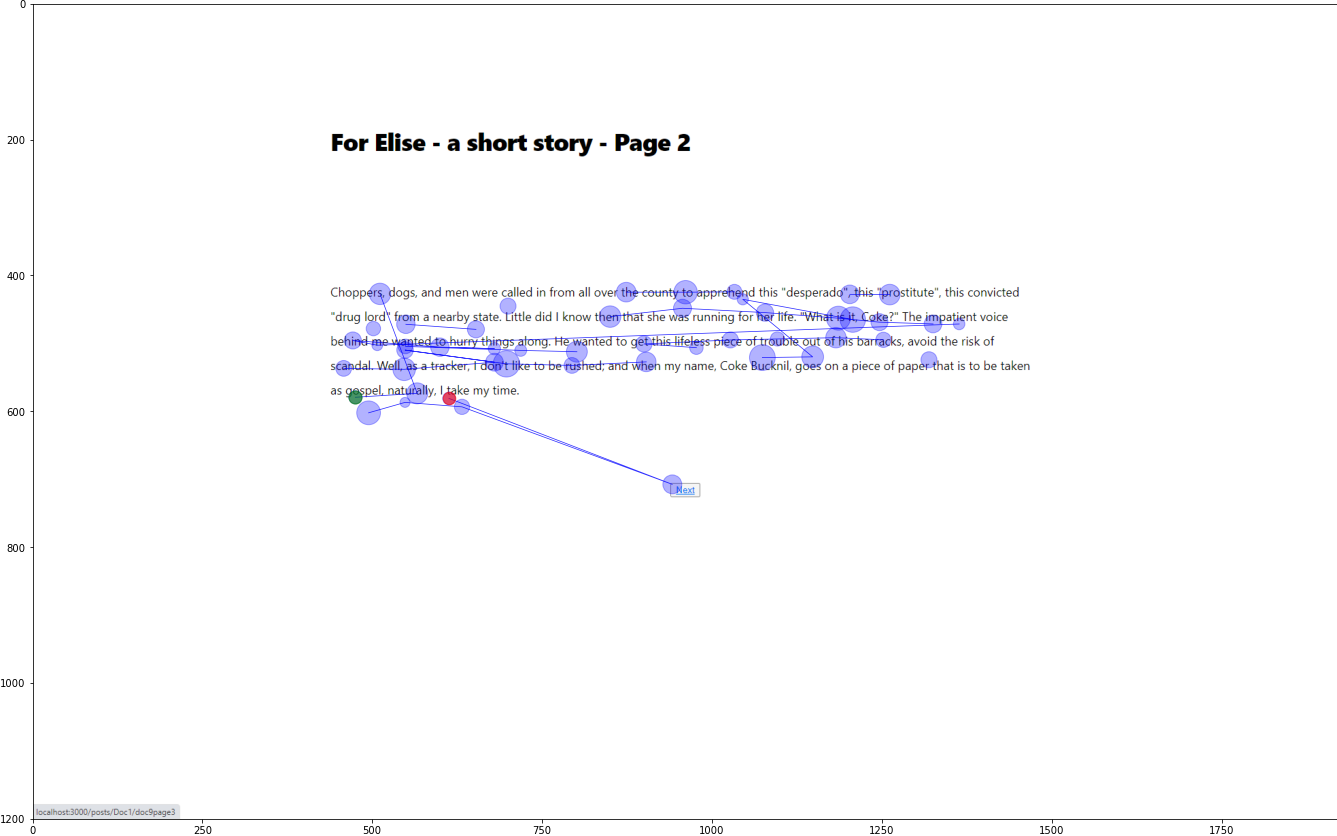 For Elise - a short story - Page 2
Choppers, dogs, and men were called in from all over the county to apprehend this "desperado", this "prostitute", this convicted
"drug lord" from a nearby state. Little did I know then that she was running for her life. "What is it, Coke?" The impatient voice
behind me wanted to hurry things along. He wanted to get this lifeless piece of trouble out of his barracks, avoid the risk of
scandal. Well, as a tracker, I don't like to be rushed; and when my name, Coke Bucknil, goes on a piece of paper that is to be taken
as gospel, naturally, I take my time.
Next
localhost:3000/posts/Doc1/doc9page3
0
200
400
600
800
1000
1200
0 250 500 750 1000 1250 1500 1750